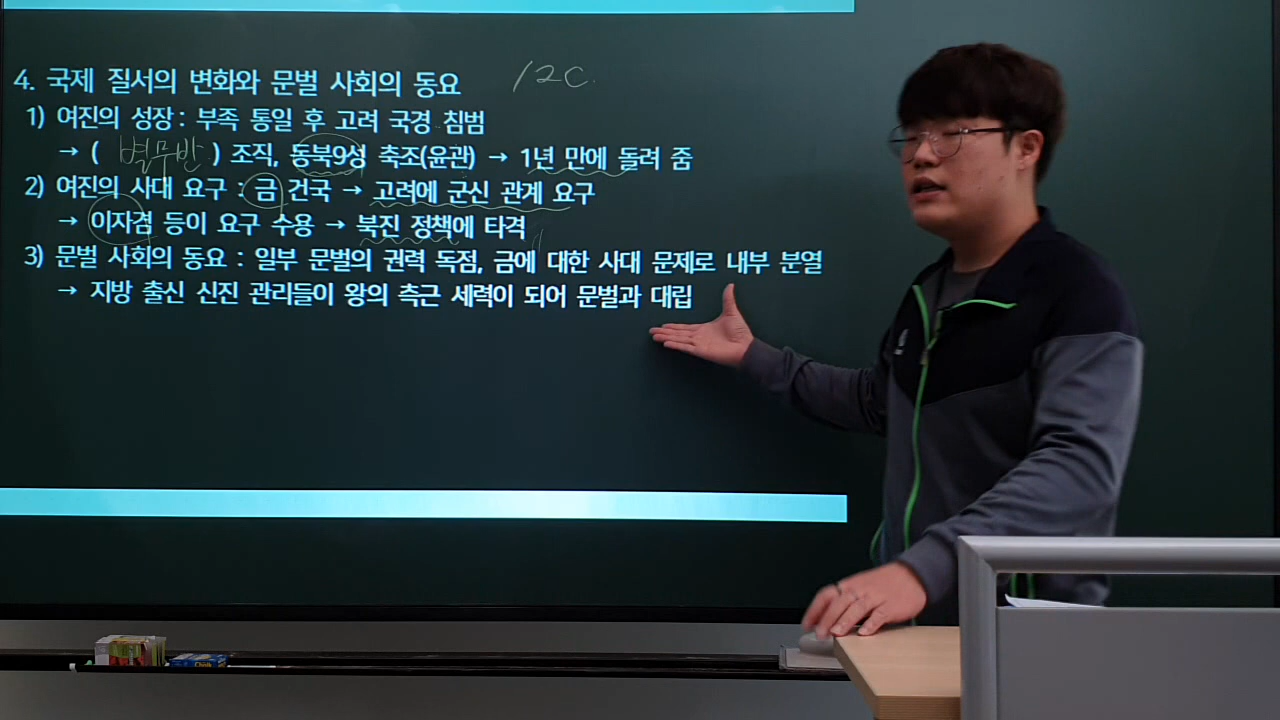 4. 국제 질서의 변화와 문벌 사회의 동요 12C.
1) 여진의 성장 : 부족 통일 후 고려 국경 침범
→ ( 별무반 ) 조직, 동북9성 축조(윤관) → 1년 만에 돌려 줌
2) 여진의 사대 요구 : 금 건국 → 고려에 군신 관계 요구
→ 이자겸 등이 요구 수용 → 북진 정책에 타격
3) 문벌 사회의 동요 : 일부 문벌의 권력 독점, 금에 대한 사대 문제로 내부 분열
→ 지방 출신 신진 관리들이 왕의 측근 세력이 되어 문벌과 대립
Chalk